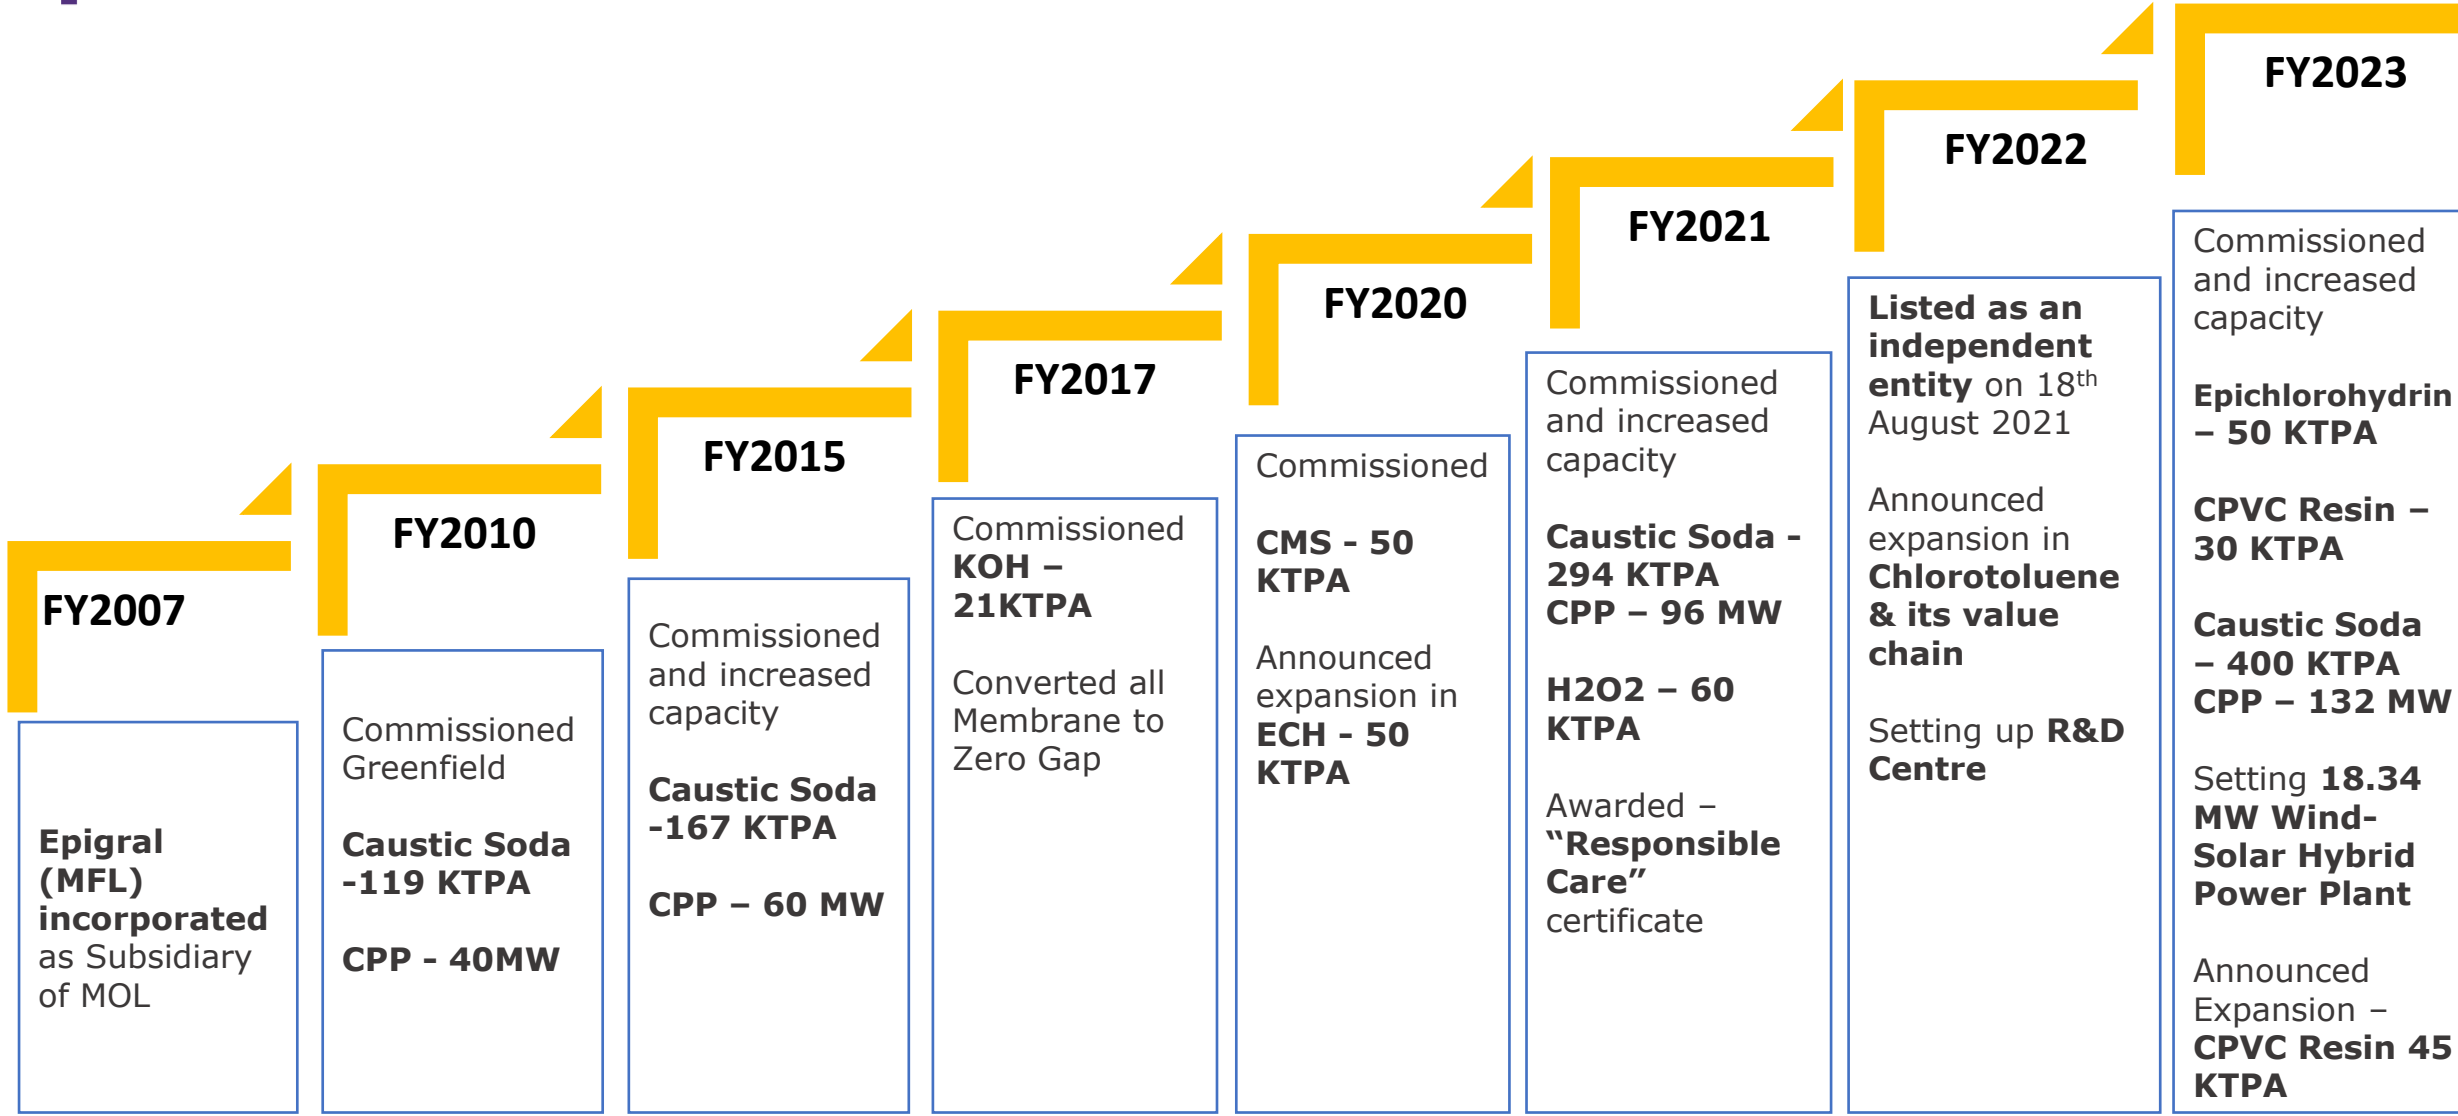 FY2007
Epigral
(MFL)
incorporated
as Subsidiary
of MOL
FY2010
Commissioned
Greenfield
Caustic Soda
-119 KTPA
CPP - 40MW
FY2015
Commissioned
and increased
capacity
Caustic Soda
-167 KTPA
CPP – 60 MW
FY2017
Commissioned
KOH –
21KTPA
Converted all
Membrane to
Zero Gap
FY2020
Commissioned
CMS - 50
KTPA
Announced
expansion in
ECH - 50
KTPA
FY2021
Commissioned
and increased
capacity
Caustic Soda -
294 KTPA
CPP – 96 MW
H2O2 – 60
KTPA
Awarded –
“Responsible
Care”
certificate
FY2022
Listed as an
independent
entity on 18th
August 2021
Announced
expansion in
Chlorotoluene
& its value
chain
Setting up R&D
Centre
FY2023
Commissioned
and increased
capacity
Epichlorohydrin
– 50 KTPA
CPVC Resin –
30 KTPA
Caustic Soda
– 400 KTPA
CPP – 132 MW
Setting 18.34
MW Wind-
Solar Hybrid
Power Plant
Announced
Expansion –
CPVC Resin 45
KTPA